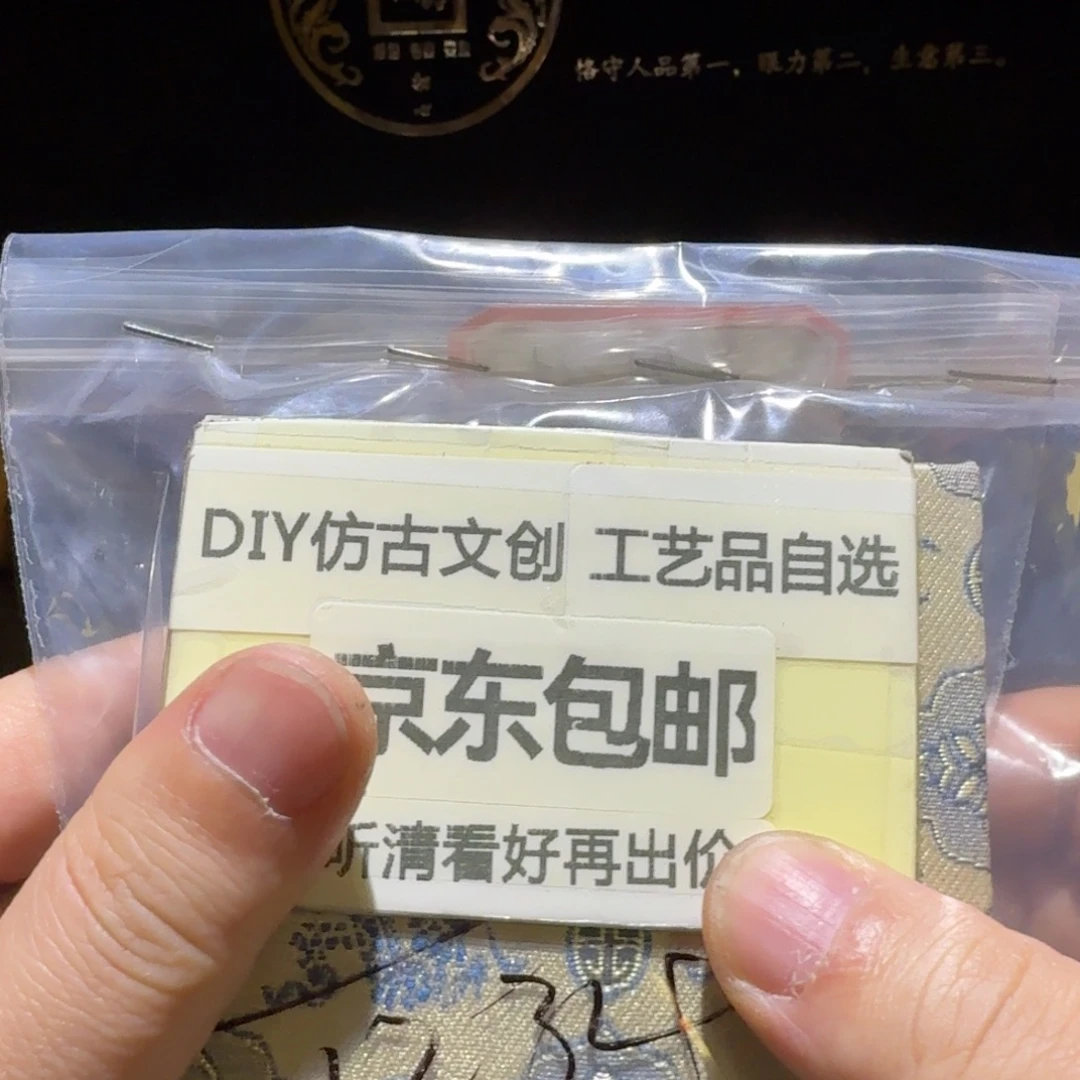 恪守人品第一，眼力第二，生意第三。
DIY仿古文创 工艺品自选
京东包邮
听清看好再出价